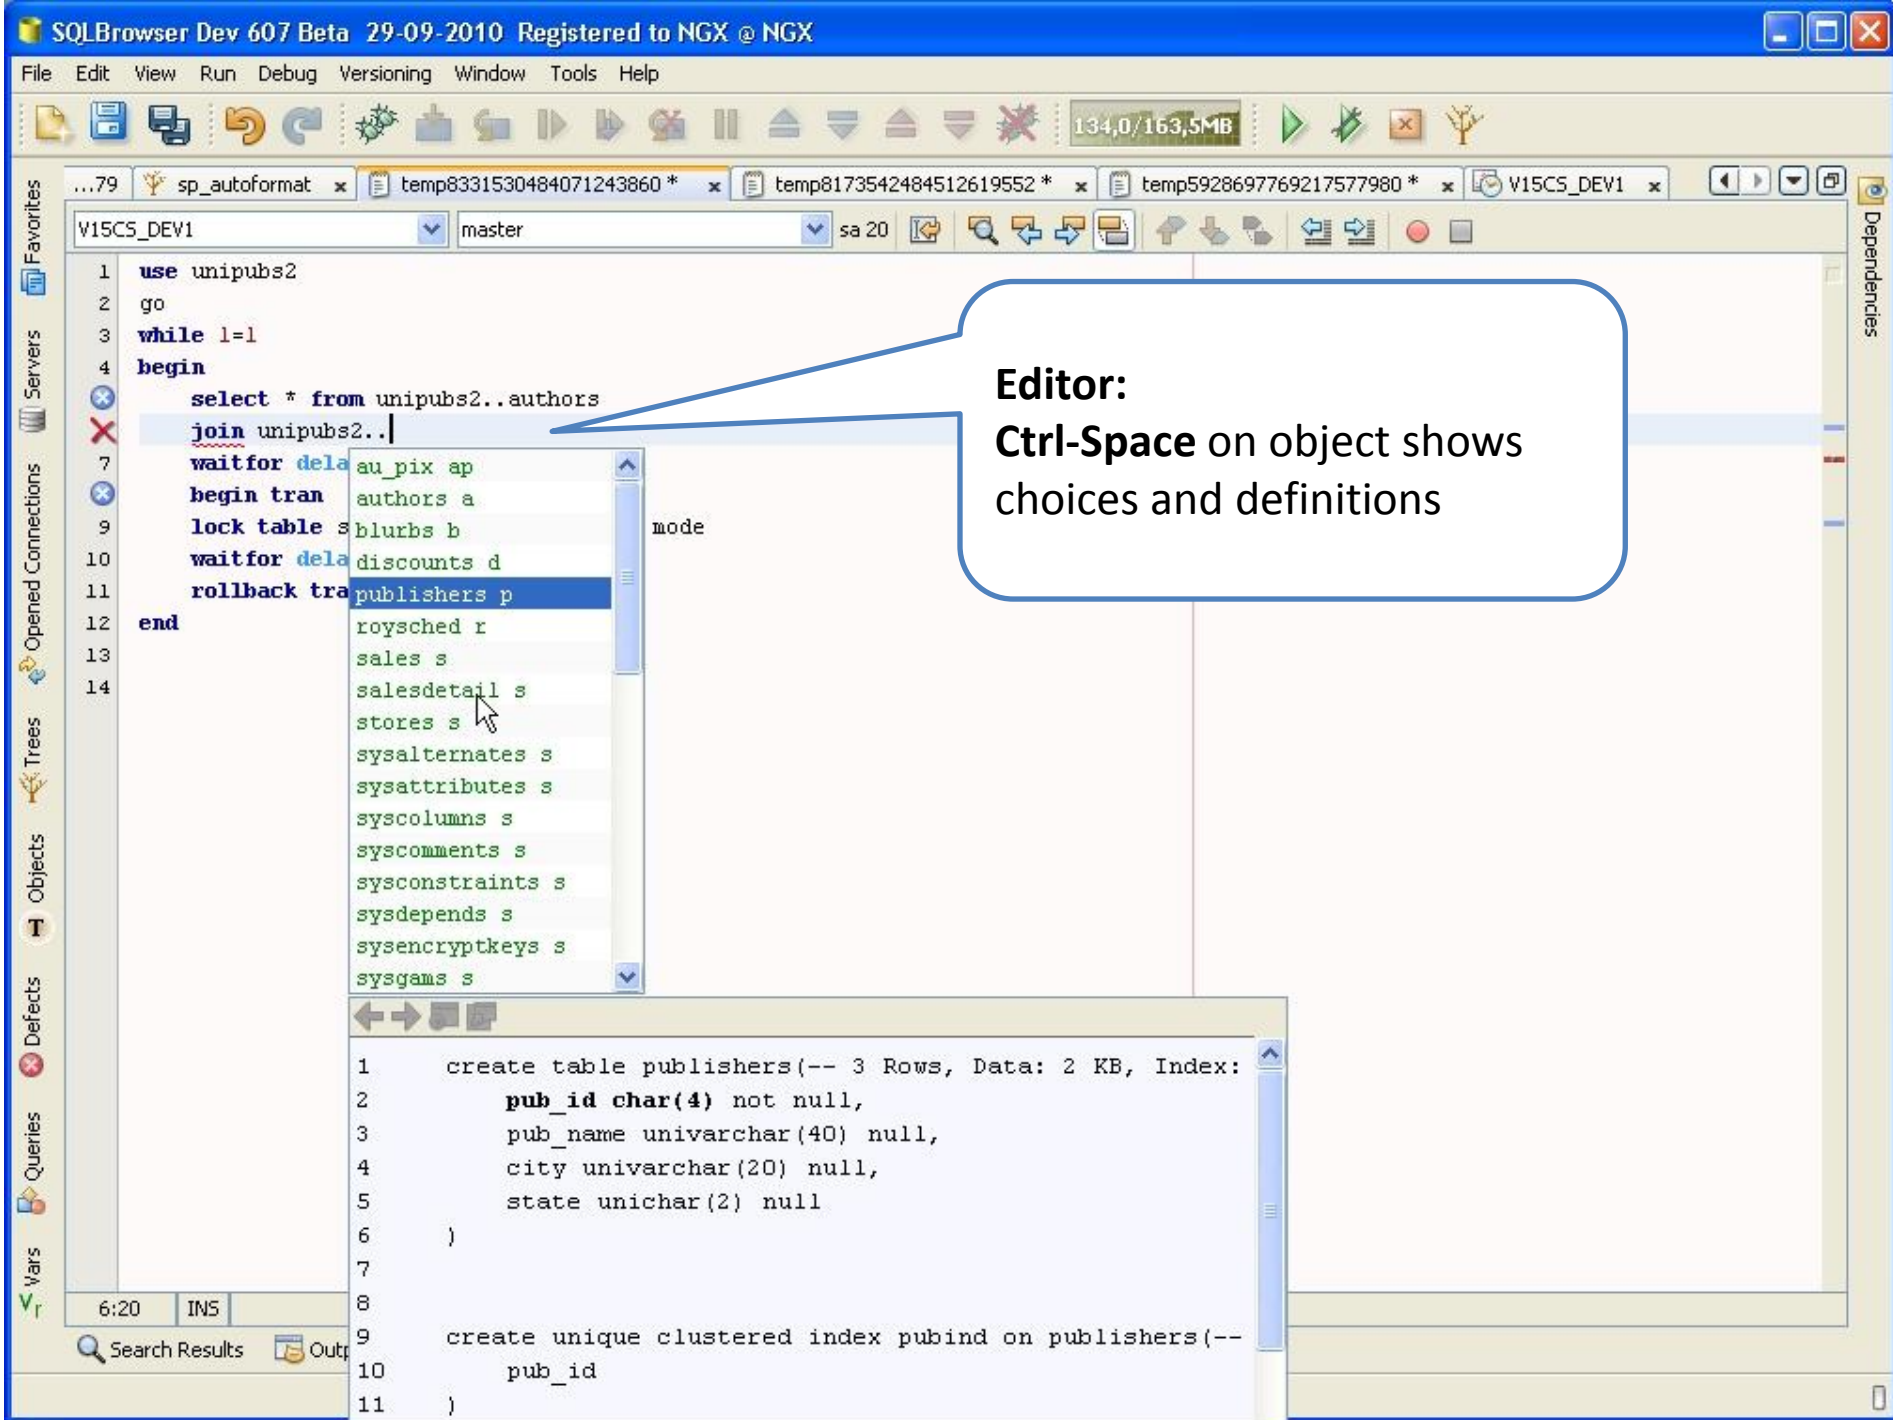 SQLBrowser Dev 607 Beta 29-09-2010 Registered to NGX @ NGX
File Edit View Run Debug Versioning Window Tools Help
134,0/163,5MB
...79 sp_autoformat temp8331530484071243860 * temp8173542484512619552 * temp5928697769217577980 * V15CS_DEV1
V15CS_DEV1 master sa 20
Favorites
Servers
Opened Connections
Trees
Objects
Defects
Queries
Vars
Dependencies
1 use unipubs2
2 go
3 while 1=1
4 begin
select * from unipubs2..authors
join unipubs2..
7 waitfor dela
begin tran
9 lock table s mode
10 waitfor dela
11 rollback tra
12 end
13
14
Editor:
Ctrl-Space on object shows
choices and definitions
au_pix ap
authors a
blurbs b
discounts d
publishers p
roysched r
sales s
salesdetail s
stores s
sysalternates s
sysattributes s
syscolumns s
syscomments s
sysconstraints s
sysdepends s
sysencryptkeys s
sysgams s
1 create table publishers(-- 3 Rows, Data: 2 KB, Index:
2 pub_id char(4) not null,
3 pub_name univarchar(40) null,
4 city univarchar(20) null,
5 state unichar(2) null
6 )
7
8
9 create unique clustered index pubind on publishers(--
10 pub_id
11 )
6:20 INS
Search Results Outp